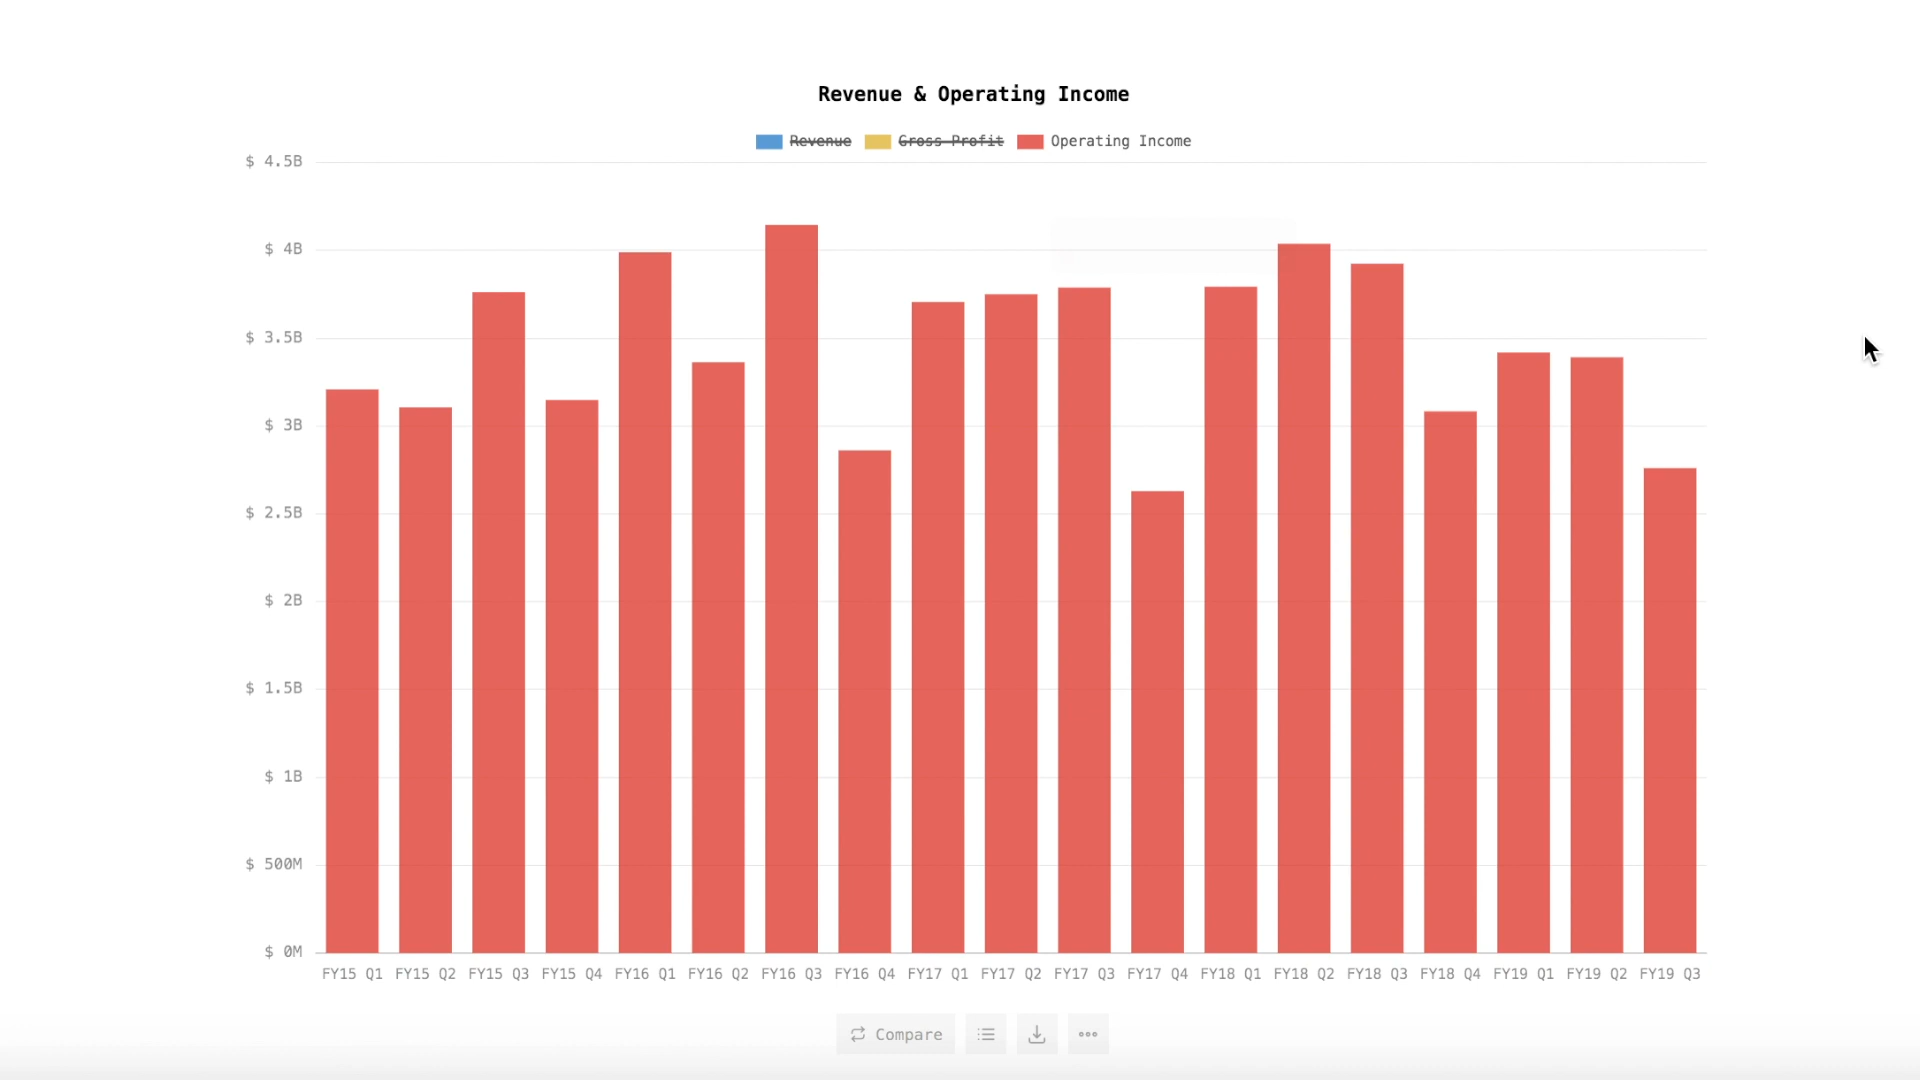 Revenue & Operating Income
Revenue Gross Profit Operating Income
$ 4.5B
$ 4B
$ 3.5B
$ 3B
$ 2.5B
$ 2B
$ 1.5B
$ 1B
$ 500M
$ 0M
FY15 Q1 FY15 Q2 FY15 Q3 FY15 Q4 FY16 Q1 FY16 Q2 FY16 Q3 FY16 Q4 FY17 Q1 FY17 Q2 FY17 Q3 FY17 Q4 FY18 Q1 FY18 Q2 FY18 Q3 FY18 Q4 FY19 Q1 FY19 Q2 FY19 Q3
Compare